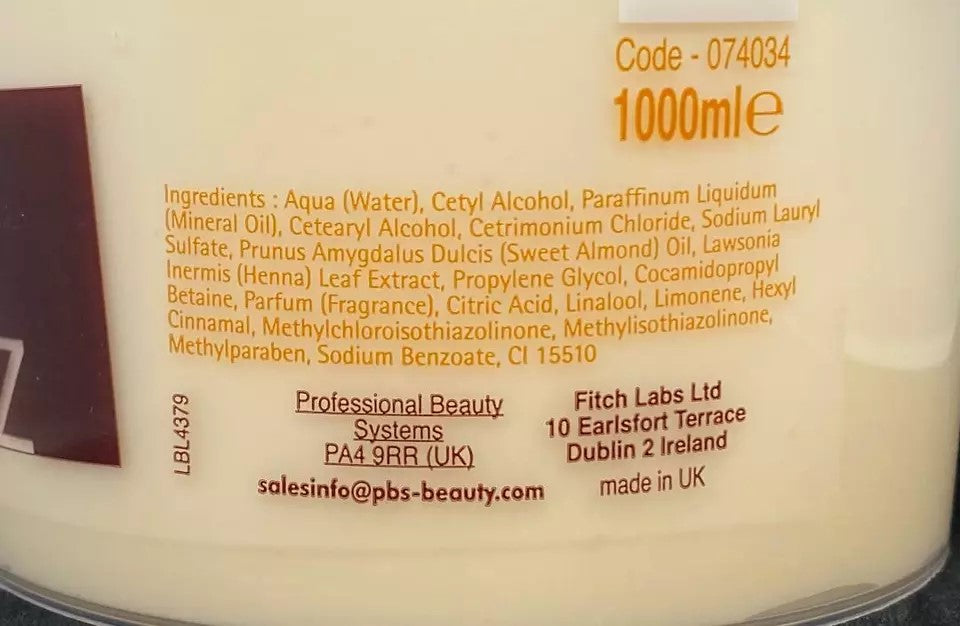 Code - 074034
1000ml℮
Ingredients : Aqua (Water), Cetyl Alcohol, Paraffinum Liquidum
(Mineral Oil), Cetearyl Alcohol, Cetrimonium Chloride, Sodium Lauryl
Sulfate, Prunus Amygdalus Dulcis (Sweet Almond) Oil, Lawsonia
Inermis (Henna) Leaf Extract, Propylene Glycol, Cocamidopropyl
Betaine, Parfum (Fragrance), Citric Acid, Linalool, Limonene, Hexyl
Cinnamal, Methylchloroisothiazolinone, Methylisothiazolinone,
Methylparaben, Sodium Benzoate, CI 15510
LBL4379
Professional Beauty
Systems
PA4 9RR (UK)
salesinfo@pbs-beauty.com
Fitch Labs Ltd
10 Earlsfort Terrace
Dublin 2 Ireland
made in UK